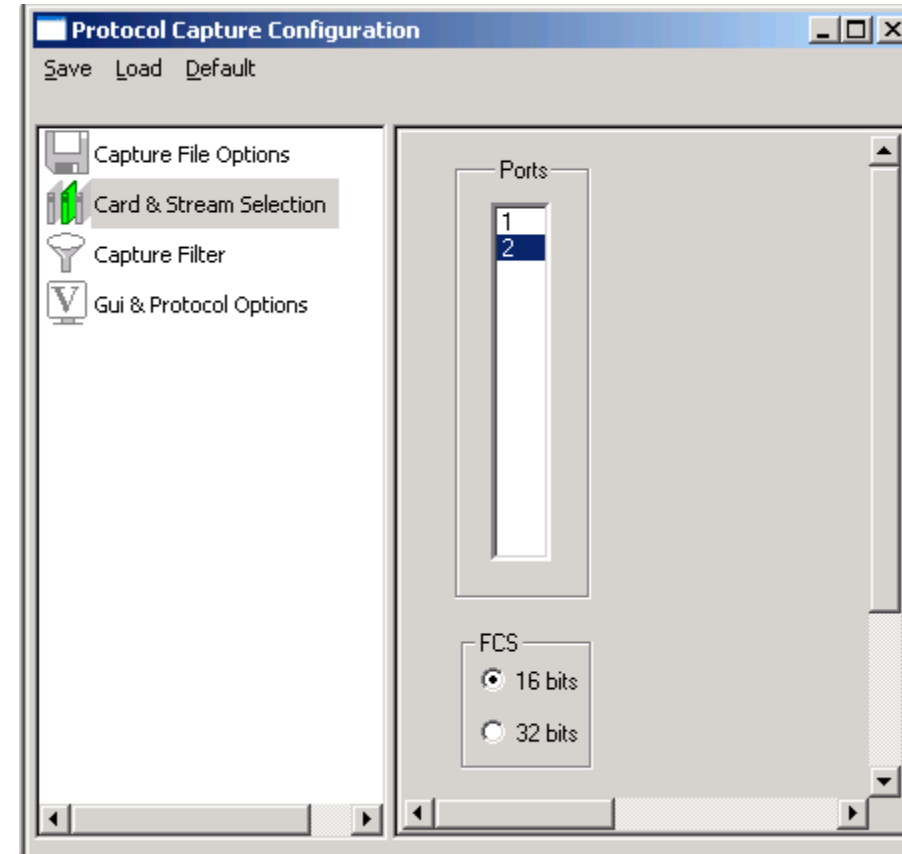 Protocol Capture Configuration
Save Load Default
Capture File Options
Card & Stream Selection
Capture Filter
V Gui & Protocol Options
Ports
1
2
FCS
16 bits
32 bits